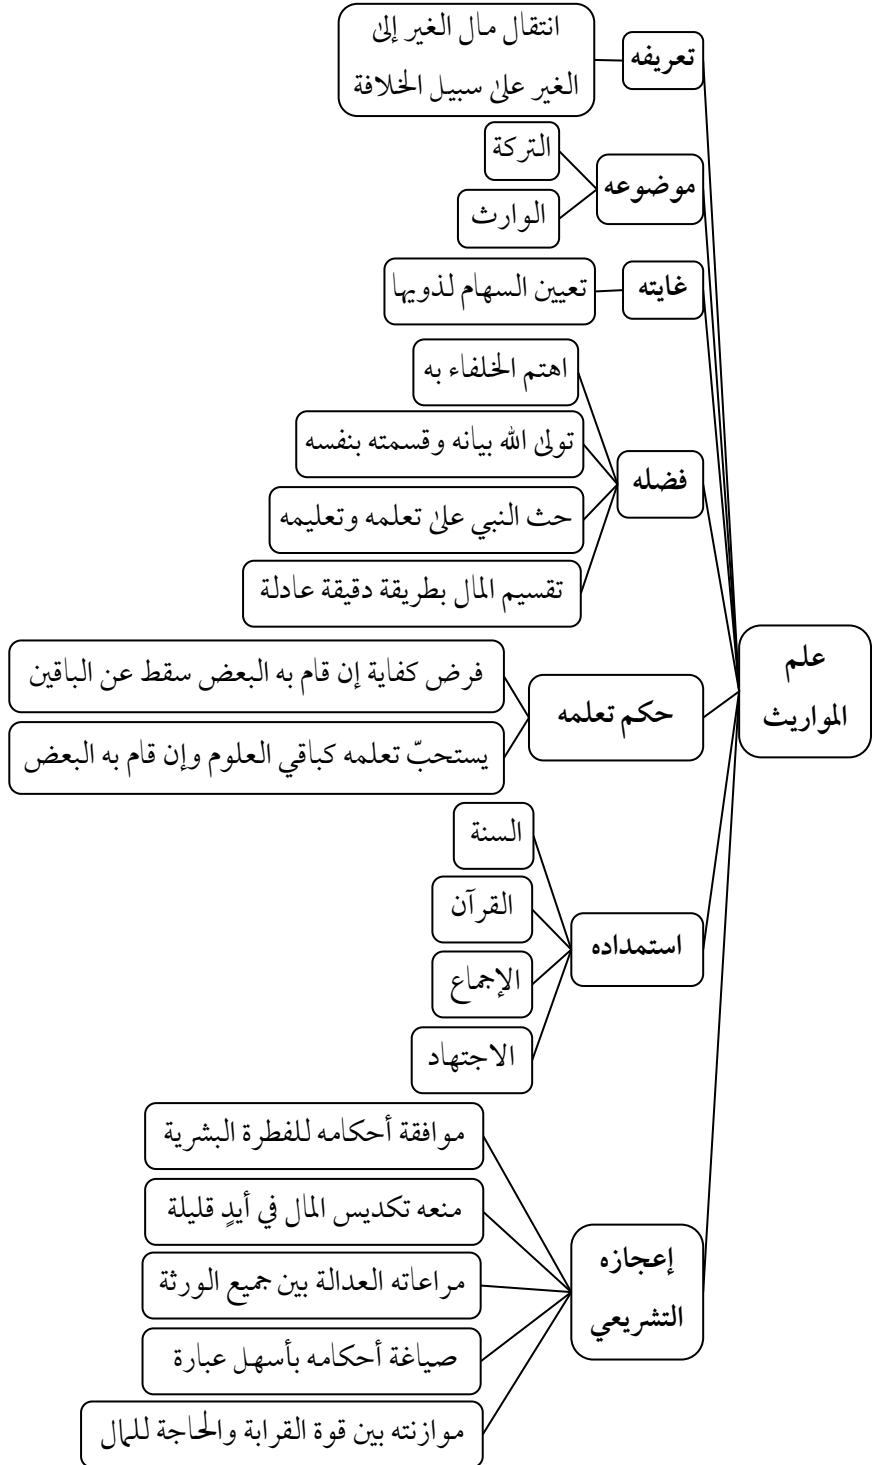 علم
المواريث
تعريفه
انتقال مال الغير إلى
الغير على سبيل الخلافة
موضوعه
التركة
الوارث
غايته
تعيين السهام لذويها
فضله
اهتم الخلفاء به
تولى الله بيانه وقسمته بنفسه
حث النبي على تعلمه وتعليمه
تقسيم المال بطريقة دقيقة عادلة
حكم تعلمه
فرض كفاية إن قام به البعض سقط عن الباقين
يستحبّ تعلمه كباقي العلوم وإن قام به البعض
استمداده
السنة
القرآن
الإجماع
الاجتهاد
إعجازه
التشريعي
موافقة أحكامه للفطرة البشرية
منعه تكديس المال في أيدٍ قليلة
مراعاته العدالة بين جميع الورثة
صياغة أحكامه بأسهل عبارة
موازنته بين قوة القرابة والحاجة للمال